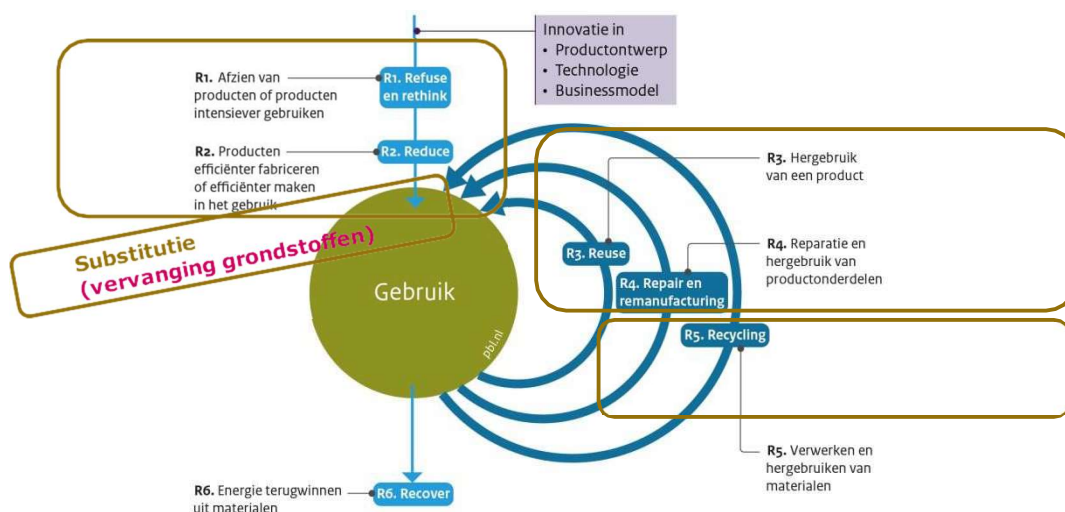 Innovatie in
• Productontwerp
• Technologie
• Businessmodel
R1. Afzien van
producten of producten
intensiever gebruiken
R1. Refuse
en rethink
R2. Producten
efficiënter fabriceren
of efficiënter maken
in het gebruik
R2. Reduce
Substitutie
(vervanging grondstoffen)
Gebruik
pbl.nl
R3. Reuse
R3. Hergebruik
van een product
R4. Repair en
remanufacturing
R4. Reparatie en
hergebruik van
productonderdelen
R5. Recycling
R5. Verwerken en
hergebruiken van
materialen
R6. Energie terugwinnen
uit materialen
R6. Recover